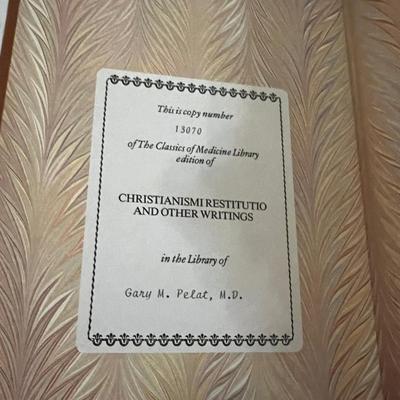 This is copy number
13070
of The Classics of Medicine Library
edition of
CHRISTIANISMI RESTITUTIO
AND OTHER WRITINGS
in the Library of
Gary M. Pelat, M.D.